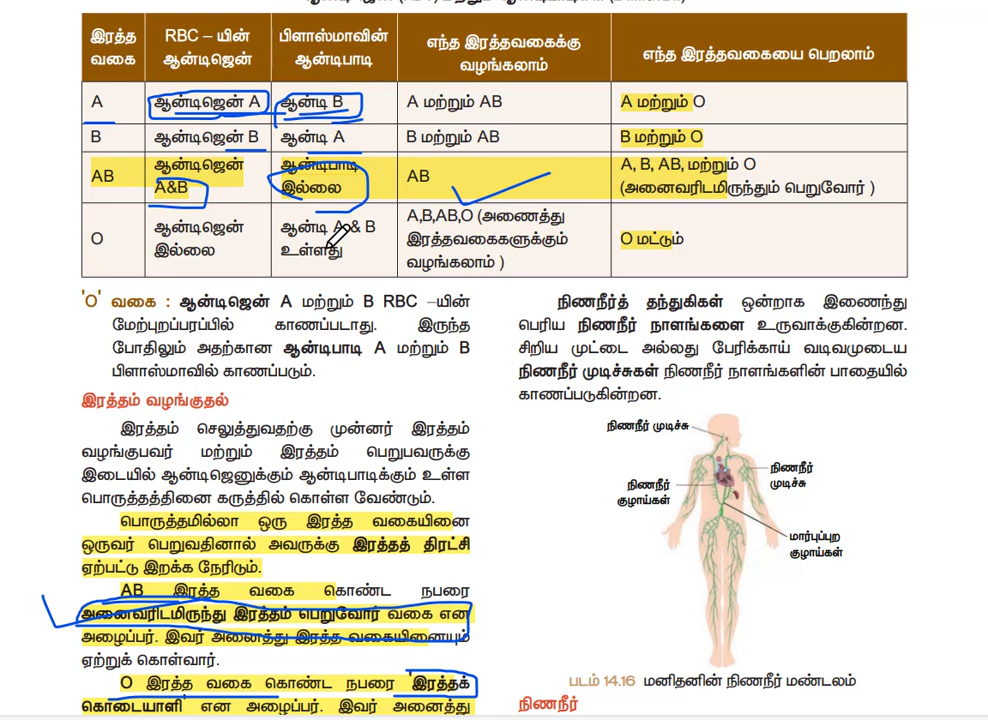 இரத்த வகை
RBC – யின் ஆன்டிஜென்
பிளாஸ்மாவின் ஆன்டிபாடி
எந்த இரத்தவகைக்கு வழங்கலாம்
எந்த இரத்தவகையை பெறலாம்
A
ஆன்டிஜென் A
ஆன்டி B
A மற்றும் AB
A மற்றும் O
B
ஆன்டிஜென் B
ஆன்டி A
B மற்றும் AB
B மற்றும் O
AB
ஆன்டிஜென்
A&B
ஆன்டிபாடி
இல்லை
AB
A, B, AB, மற்றும் O
(அனைவரிடமிருந்தும் பெறுவோர் )
O
ஆன்டிஜென்
இல்லை
ஆன்டி A & B
உள்ளது
A,B,AB,O (அணைத்து
இரத்தவகைகளுக்கும்
வழங்கலாம் )
O மட்டும்
'O' வகை : ஆன்டிஜென் A மற்றும் B RBC –யின்
மேற்புறப்பரப்பில் காணப்படாது. இருந்த
போதிலும் அதற்கான ஆன்டிபாடி A மற்றும் B
பிளாஸ்மாவில் காணப்படும்.
இரத்தம் வழங்குதல்
இரத்தம் செலுத்துவதற்கு முன்னர் இரத்தம்
வழங்குபவர் மற்றும் இரத்தம் பெறுபவருக்கு
இடையில் ஆன்டிஜெனுக்கும் ஆன்டிபாடிக்கும் உள்ள
பொருத்தத்தினை கருத்தில் கொள்ள வேண்டும்.
பொருத்தமில்லா ஒரு இரத்த வகையினை
ஒருவர் பெறுவதினால் அவருக்கு இரத்தத் திரட்சி
ஏற்பட்டு இறக்க நேரிடும்.
AB இரத்த வகை கொண்ட நபரை
அனைவரிடமிருந்து இரத்தம் பெறுவோர் வகை என
அழைப்பர். இவர் அனைத்து இரத்த வகையினையும்
ஏற்றுக் கொள்வார்.
O இரத்த வகை கொண்ட நபரை 'இரத்தக்
கொடையாளி' என அழைப்பர். இவர் அனைத்து
நிணநீர்த் தந்துகிகள் ஒன்றாக இணைந்து
பெரிய நிணநீர் நாளங்களை உருவாக்குகின்றன.
சிறிய முட்டை அல்லது பேரிக்காய் வடிவமுடைய
நிணநீர் முடிச்சுகள் நிணநீர் நாளங்களின் பாதையில்
காணப்படுகின்றன.
நிணநீர் முடிச்சு
நிணநீர்
முடிச்சு
நிணநீர்
குழாய்கள்
மார்புப்புற
குழாய்கள்
படம் 14.16 மனிதனின் நிணநீர் மண்டலம்
நிணநீர்